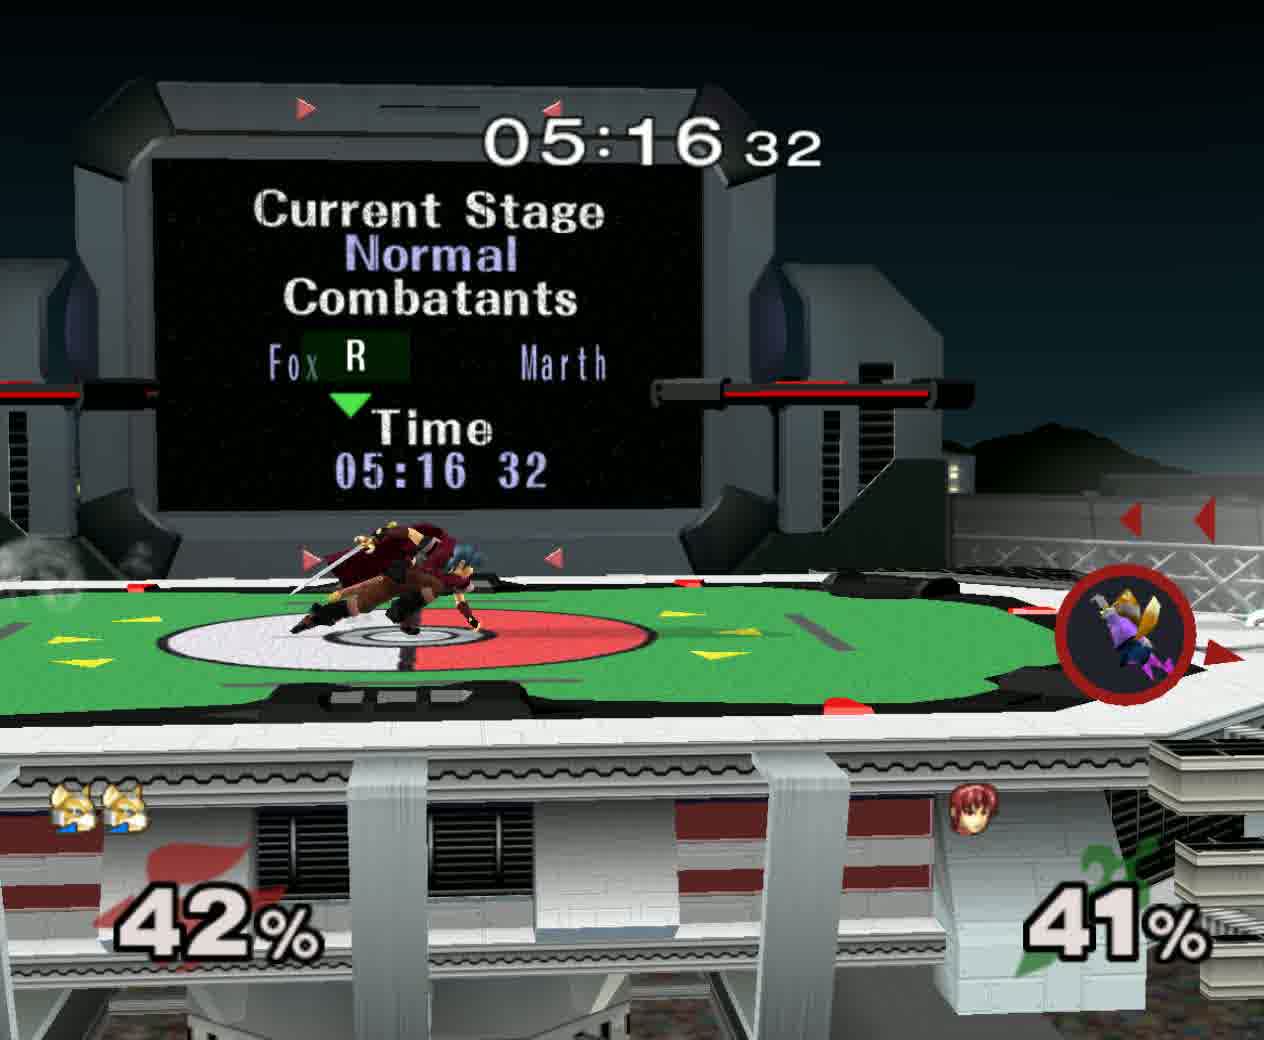 05:16 32
Current Stage
Normal
Combatants
Fox R Marth
Time
05:16 32
42%
41%